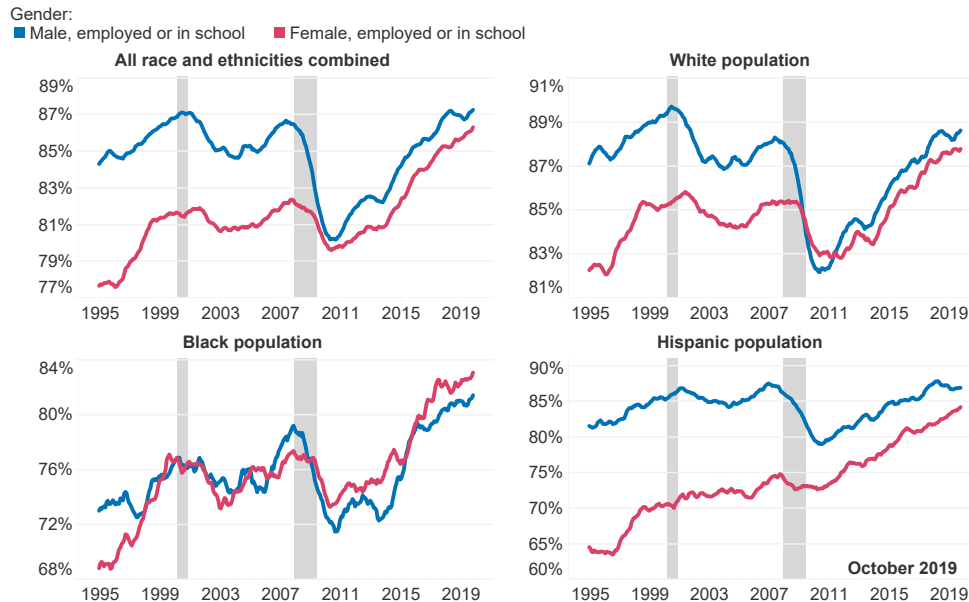 Gender:
Male, employed or in school Female, employed or in school
All race and ethnicities combined
89%
87%
85%
83%
81%
79%
77%
1995 1999 2003 2007 2011 2015 2019
White population
91%
89%
87%
85%
83%
81%
1995 1999 2003 2007 2011 2015 2019
Black population
84%
80%
76%
72%
68%
1995 1999 2003 2007 2011 2015 2019
Hispanic population
90%
85%
80%
75%
70%
65%
60%
October 2019
1995 1999 2003 2007 2011 2015 2019